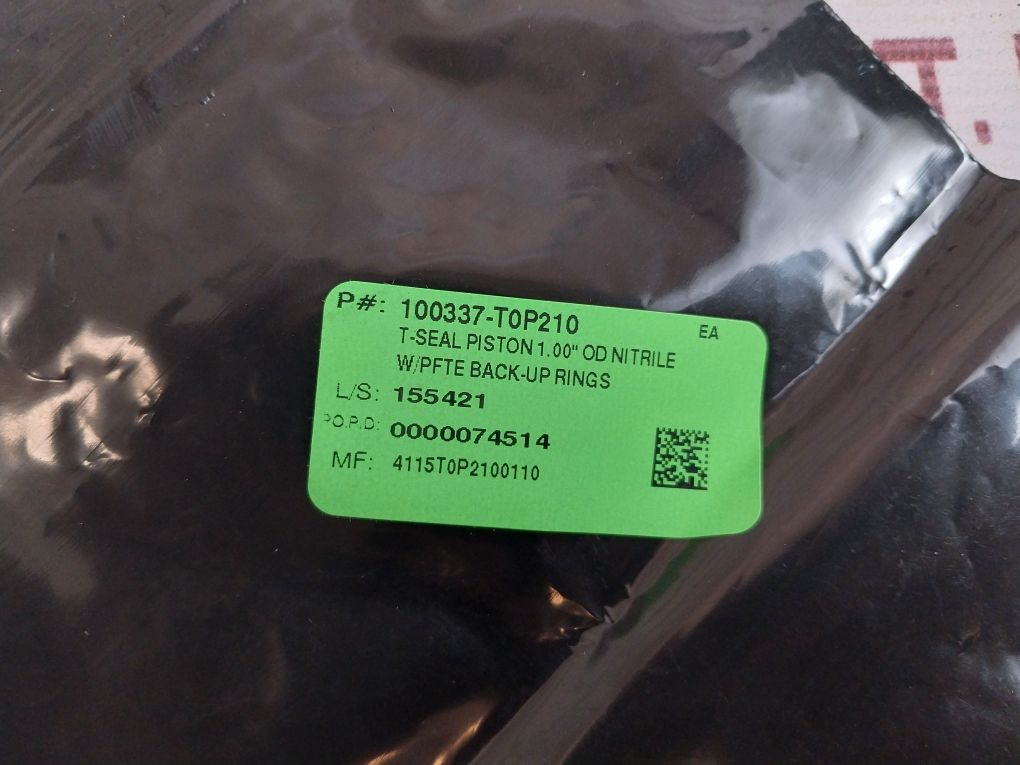 P#: 100337-T0P210 EA
T-SEAL PISTON 1.00" OD NITRILE
W/PFTE BACK-UP RINGS
L/S: 155421
P.O.P.D: 0000074514
MF: 4115T0P2100110
T.